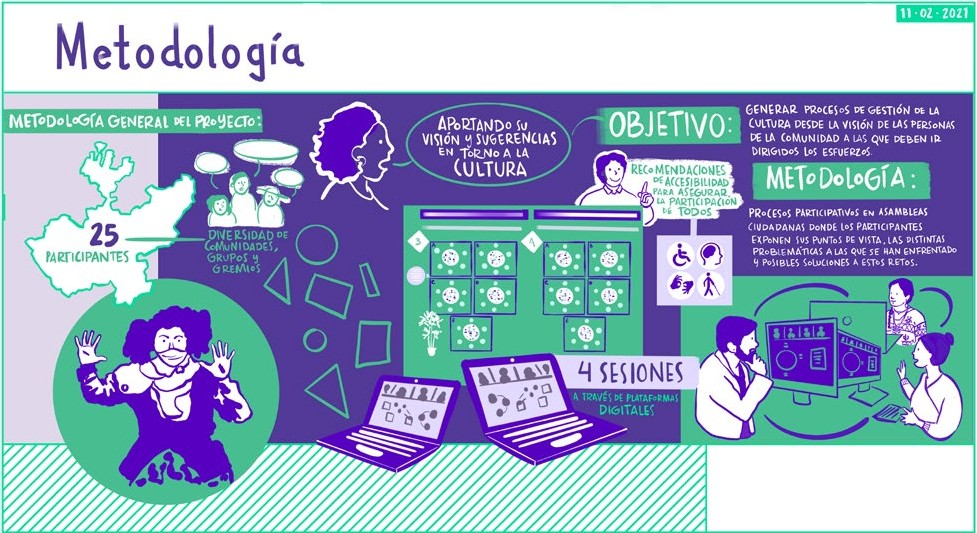 11·02·2021
Metodología
METODOLOGÍA GENERAL DEL PROYECTO:
25
PARTICIPANTES
DIVERSIDAD DE
COMUNIDADES,
GRUPOS Y
GREMIOS
APORTANDO SU
VISIÓN Y SUGERENCIAS
EN TORNO A LA
CULTURA
OBJETIVO:
GENERAR PROCESOS DE GESTIÓN DE LA
CULTURA DESDE LA VISIÓN DE LAS PERSONAS
DE LA COMUNIDAD A LAS QUE DEBEN IR
DIRIGIDOS LOS ESFUERZOS.
RECOMENDACIONES
DE ACCESIBILIDAD
PARA ASEGURAR
LA PARTICIPACIÓN
DE TODOS
METODOLOGÍA:
PROCESOS PARTICIPATIVOS EN ASAMBLEAS
CIUDADANAS DONDE LOS PARTICIPANTES
EXPONEN SUS PUNTOS DE VISTA, LAS DISTINTAS
PROBLEMÁTICAS A LAS QUE SE HAN ENFRENTADO
Y POSIBLES SOLUCIONES A ESTOS RETOS.
4 SESIONES
A TRAVÉS DE PLATAFORMAS
DIGITALES